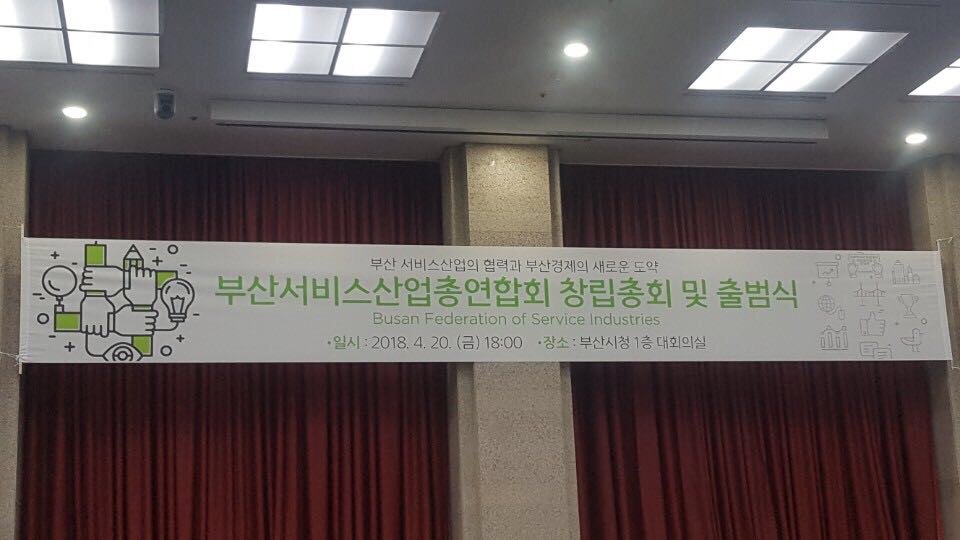 부산 서비스산업의 협력과 부산경제의 새로운 도약
부산서비스산업총연합회 창립총회 및 출범식
Busan Federation of Service Industries
•일시 : 2018. 4. 20. (금) 18:00 •장소 : 부산시청 1층 대회의실